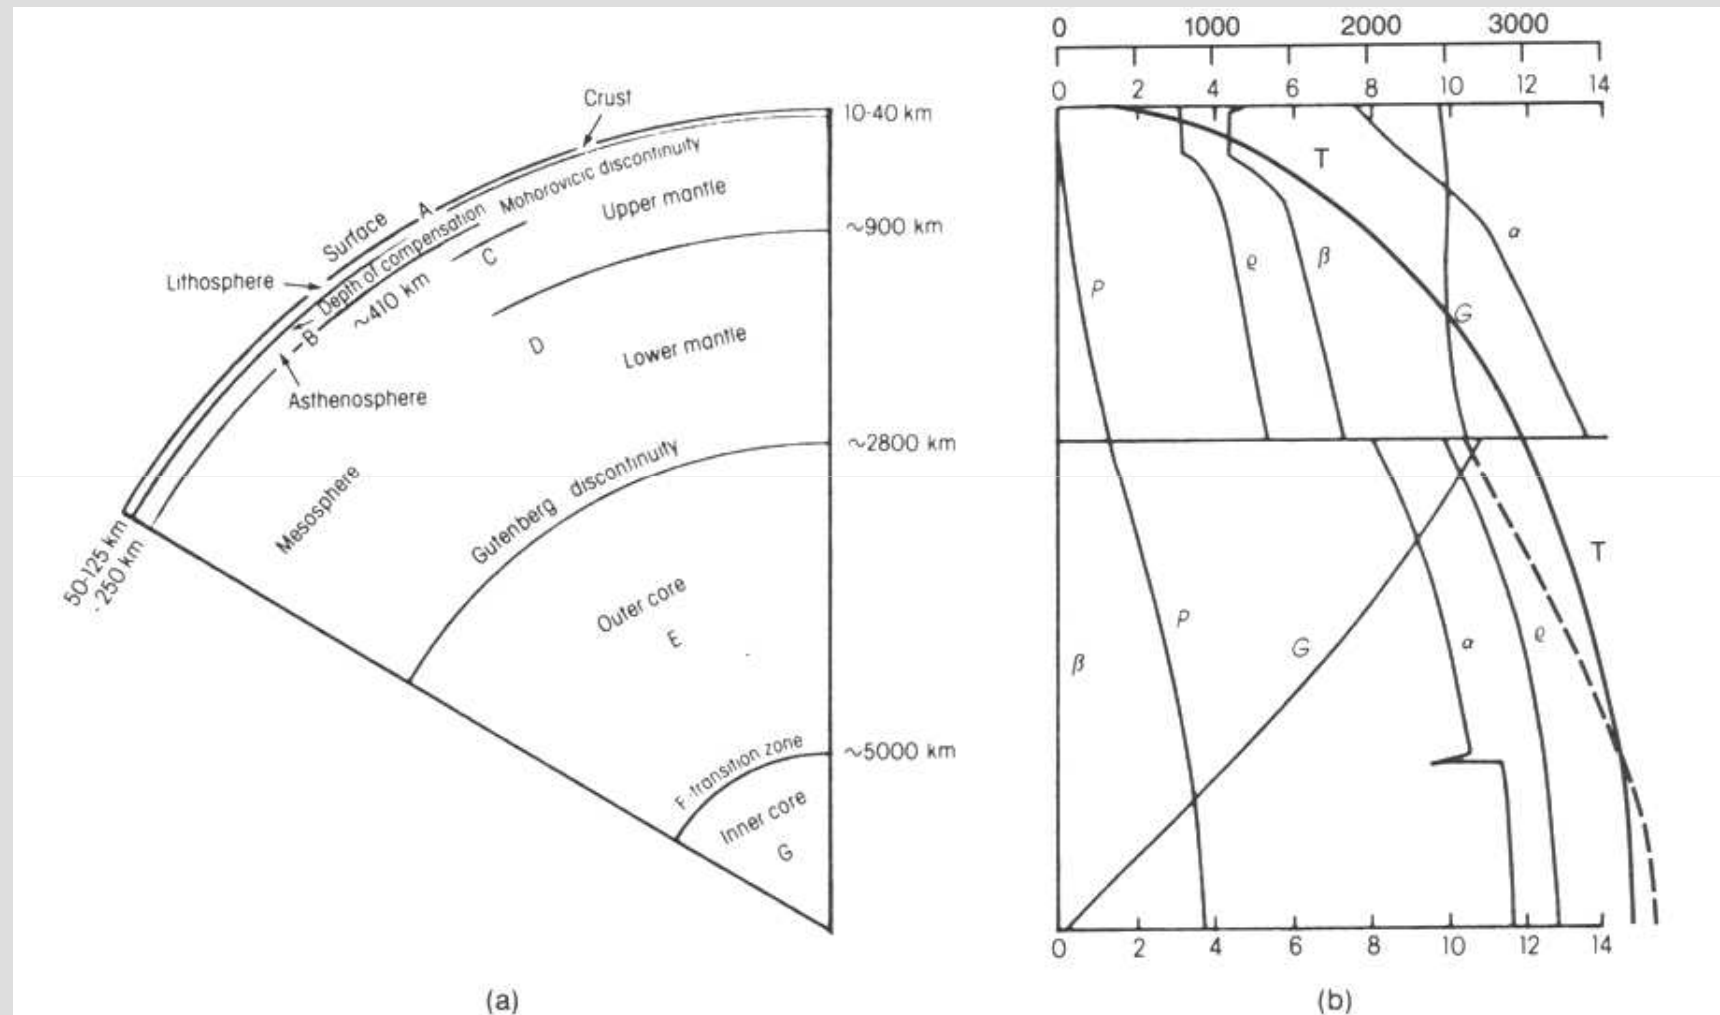 Crust
10-40 km
Surface
A
Mohorovicic discontinuity
Depth of compensation
Upper mantle
Lithosphere
~410 km
C
~900 km
B
D
Lower mantle
Asthenosphere
~2800 km
Mesosphere
Gutenberg discontinuity
50-125 km
-250 km
Outer core
E
F-transition zone
~5000 km
Inner core
G
(a)
0 1000 2000 3000
0 2 4 6 8 10 12 14
T
α
ρ
β
P
G
T
P
ρ
G
α
β
0 2 4 6 8 10 12 14
(b)